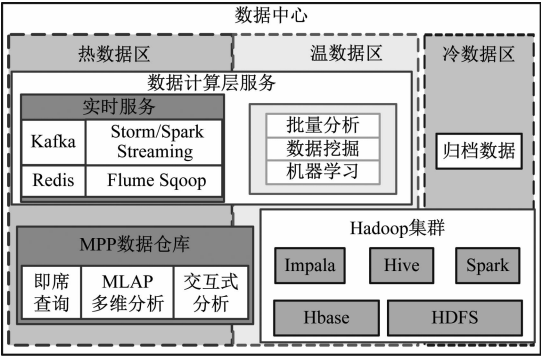 数据中心
热数据区
温数据区
冷数据区
数据计算层服务
实时服务
Kafka
Storm/Spark
Streaming
Redis
Flume Sqoop
批量分析
数据挖掘
机器学习
归档数据
MPP数据仓库
即席
查询
MLAP
多维分析
交互式
分析
Hadoop集群
Impala
Hive
Spark
Hbase
HDFS